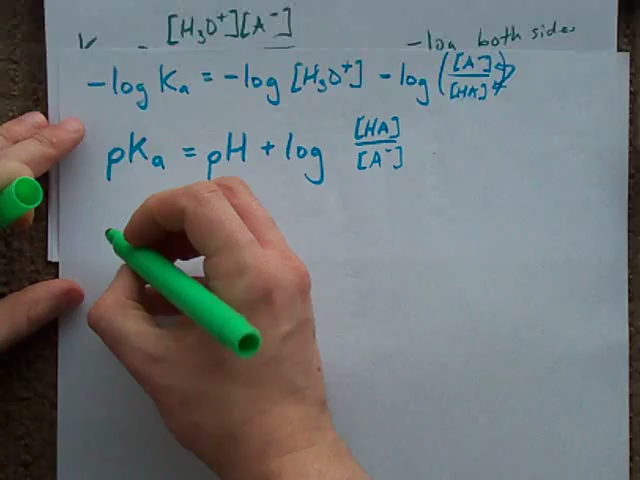 [H₃O⁺][A⁻]
-log both sides
-log Ka = -log [H₃O⁺] - log ([A⁻]/[HA])
pKa = pH + log [HA]/[A⁻]